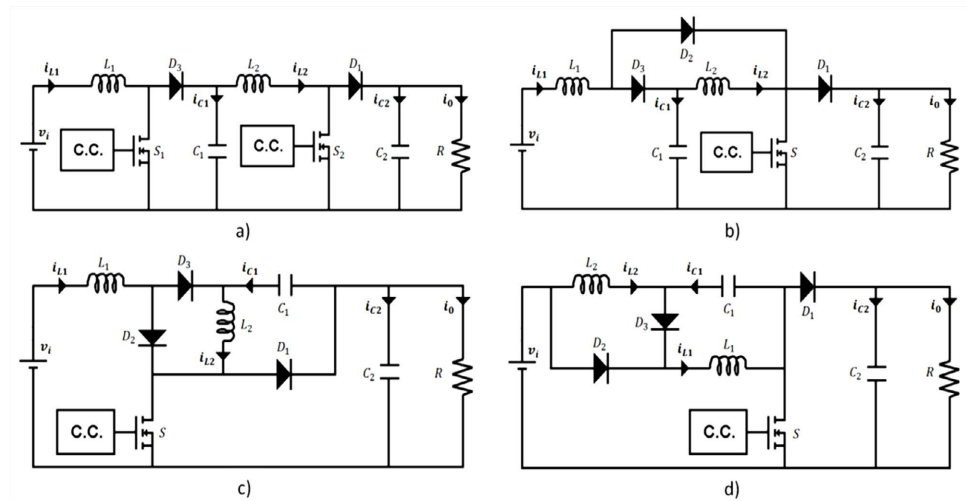 i_L1 L_1 D_3 L_2 i_L2 D_1
i_C1 i_C2 i_0
v_i C.C. S_1 C_1 C.C. S_2 C_2 R
a)
D_2
i_L1 L_1 D_3 L_2 i_L2 D_1
i_C1 i_C2 i_0
v_i C_1 C.C. S C_2 R
b)
i_L1 L_1 D_3 i_C1
C_1 i_C2 i_0
v_i D_2 L_2
i_L2 D_1
C_2 R
C.C. S
c)
L_2 i_L2 i_C1
C_1 D_1 i_C2 i_0
v_i D_3
D_2 i_L1 L_1
C_2 R
C.C. S
d)